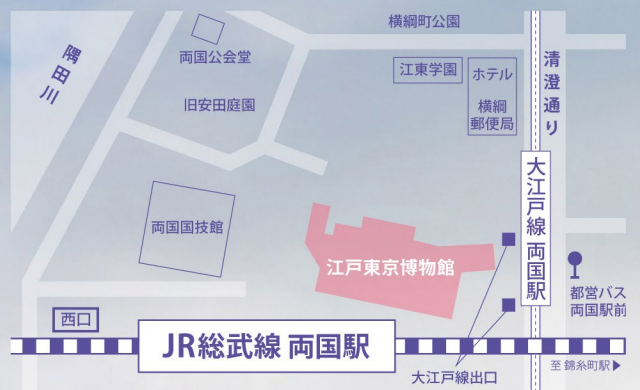 横綱町公園
隅田川
両国公会堂
旧安田庭園
江東学園
ホテル
横綱
郵便局
清澄通り
大江戸線 両国駅
両国国技館
江戸東京博物館
都営バス
両国駅前
西口
JR総武線 両国駅
大江戸線出口
至 錦糸町駅▶